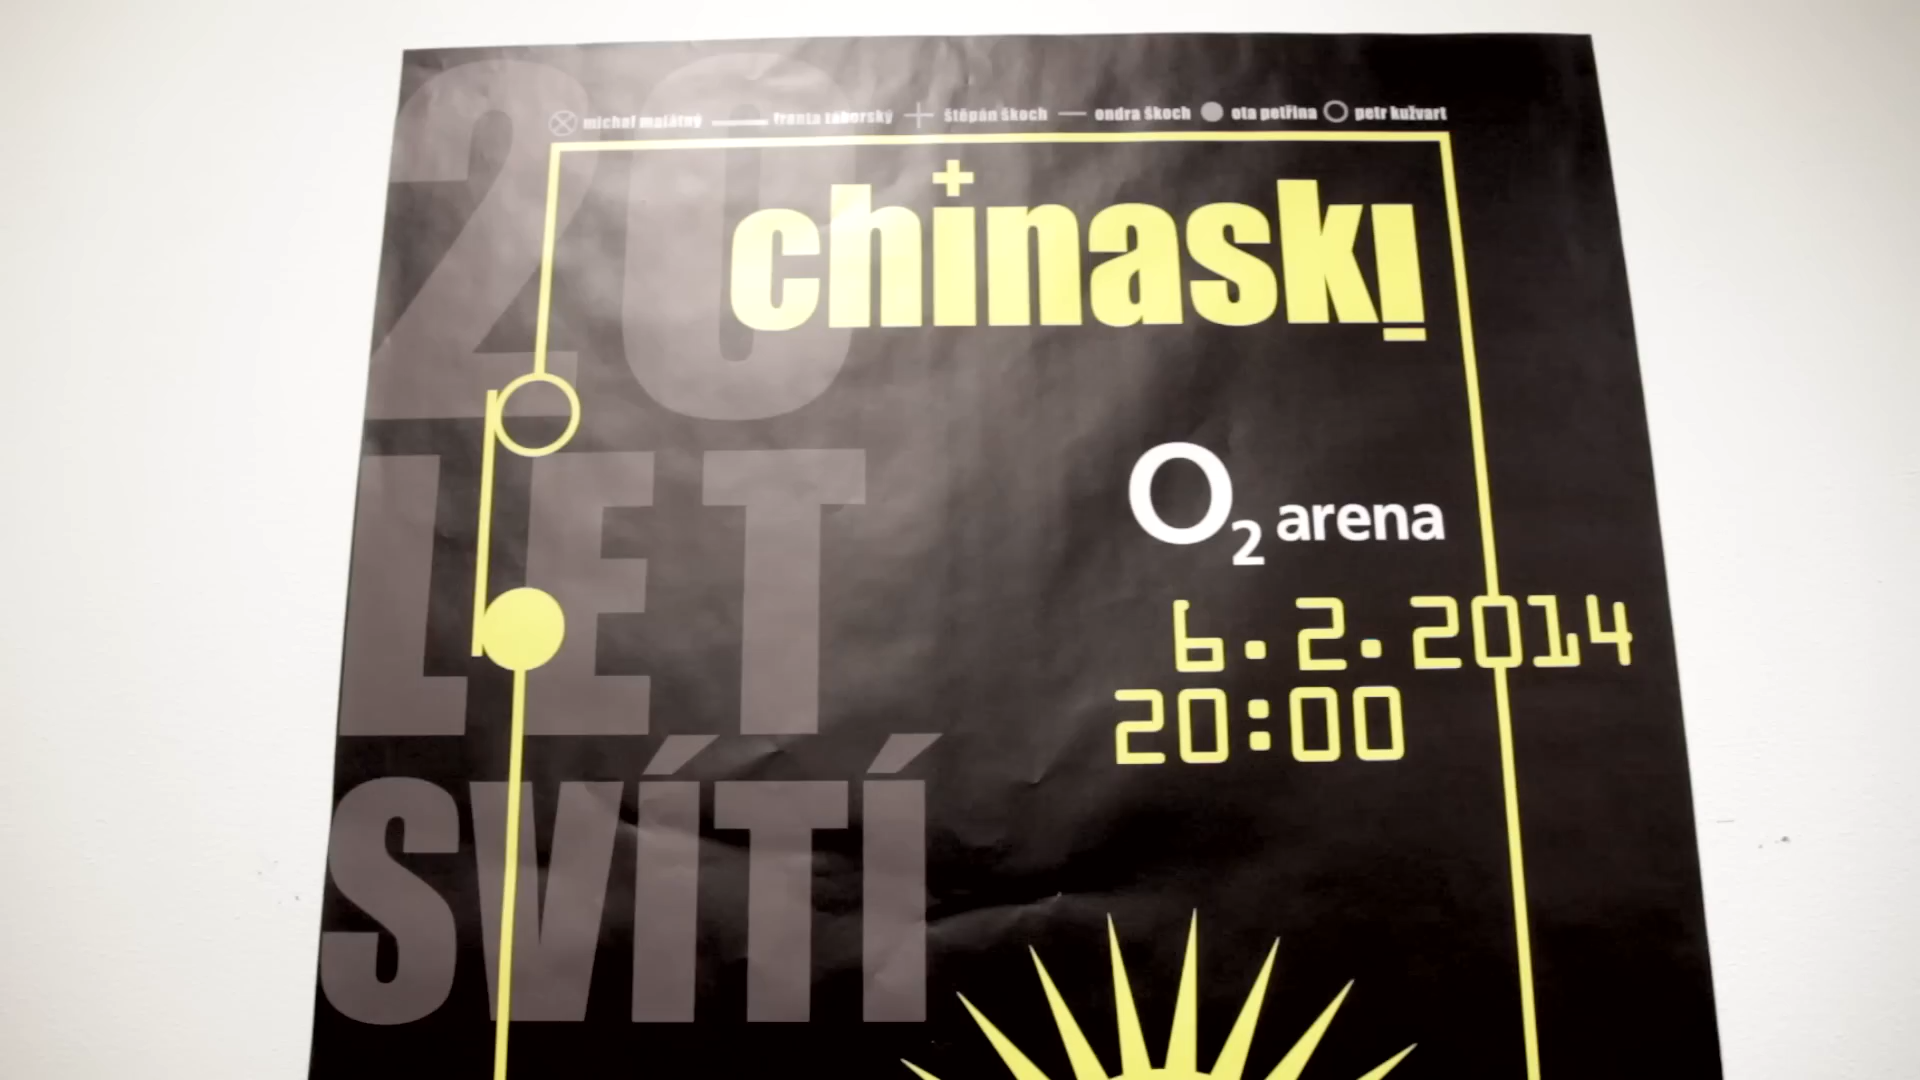 michal malátný franta táborský štěpán škoch ondra škoch ota petřina petr kužvart
chinaski
20
LET
SVÍTÍ
O2 arena
6.2.2014
20:00